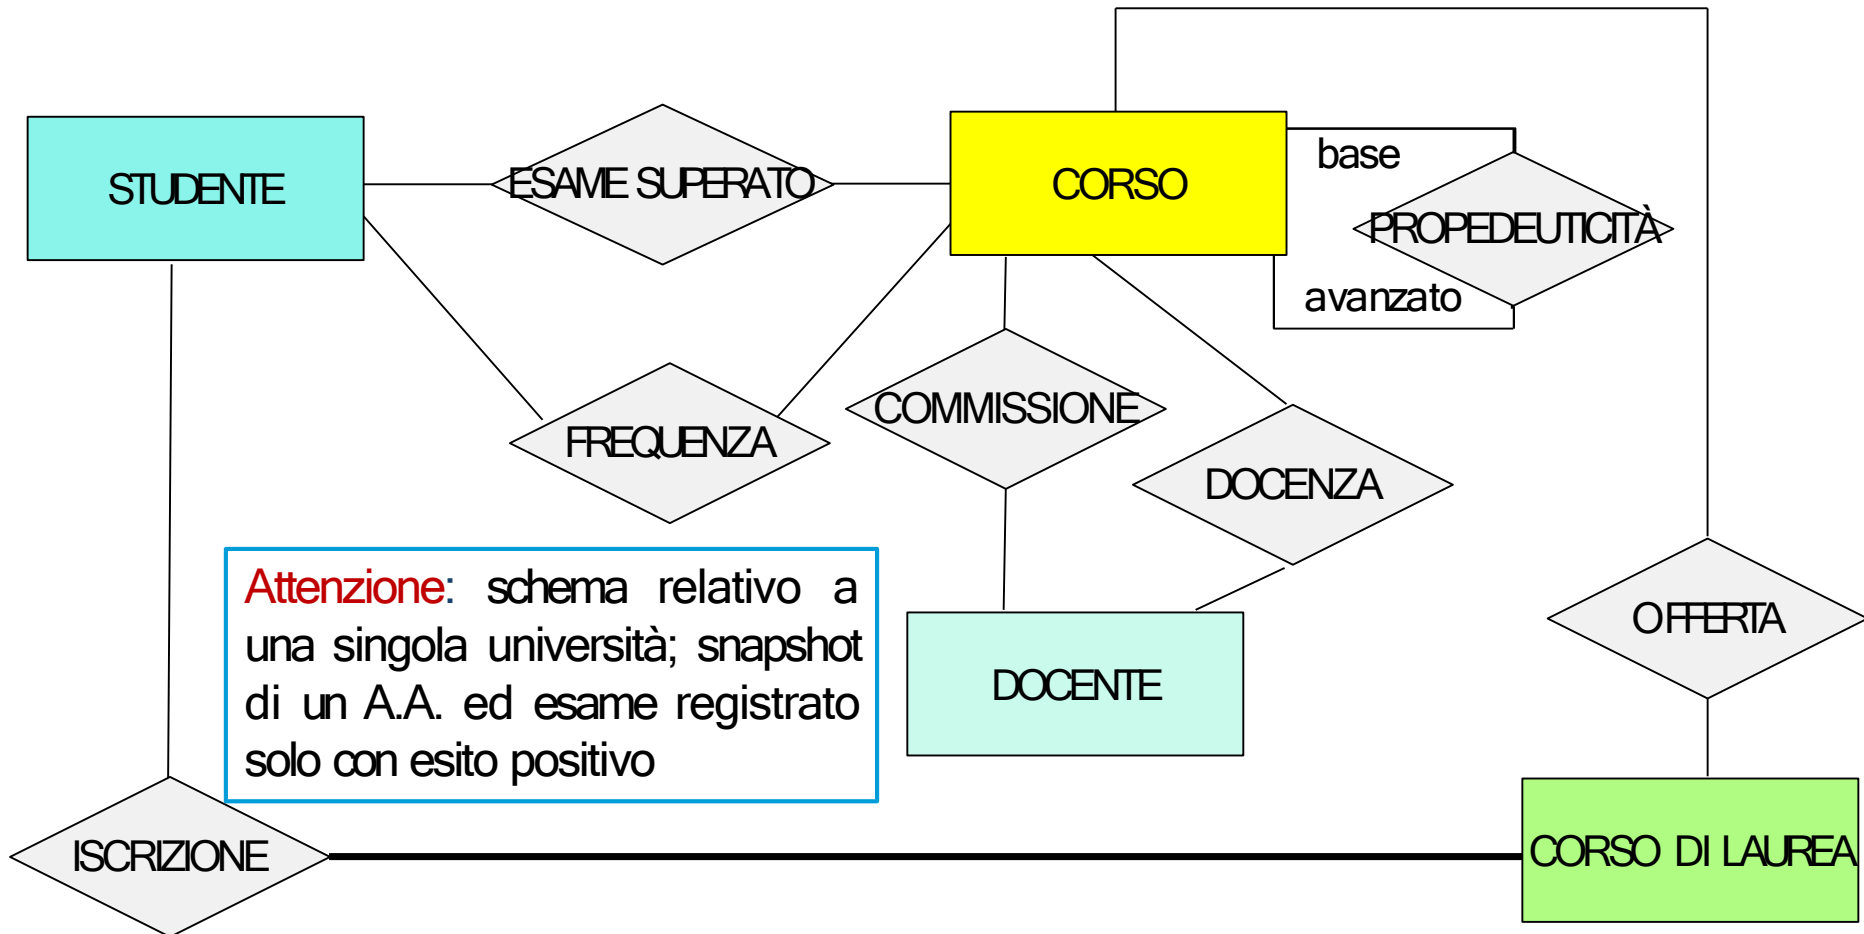 STUDENTE
ESAME SUPERATO
CORSO
base
PROPEDEUTICITÀ
avanzato
COMMISSIONE
FREQUENZA
DOCENZA
Attenzione: schema relativo a
una singola università; snapshot
di un A.A. ed esame registrato
solo con esito positivo
DOCENTE
OFFERTA
ISCRIZIONE
CORSO DI LAUREA